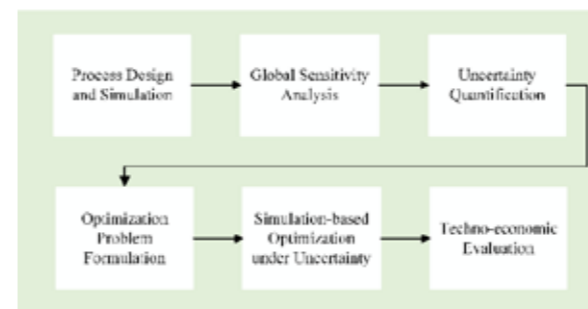 Process Design
and Simulation
Global Sensitivity
Analysis
Uncertainty
Quantification
Optimization
Problem
Formulation
Simulation-based
Optimization
under Uncertainty
Techno-economic
Evaluation